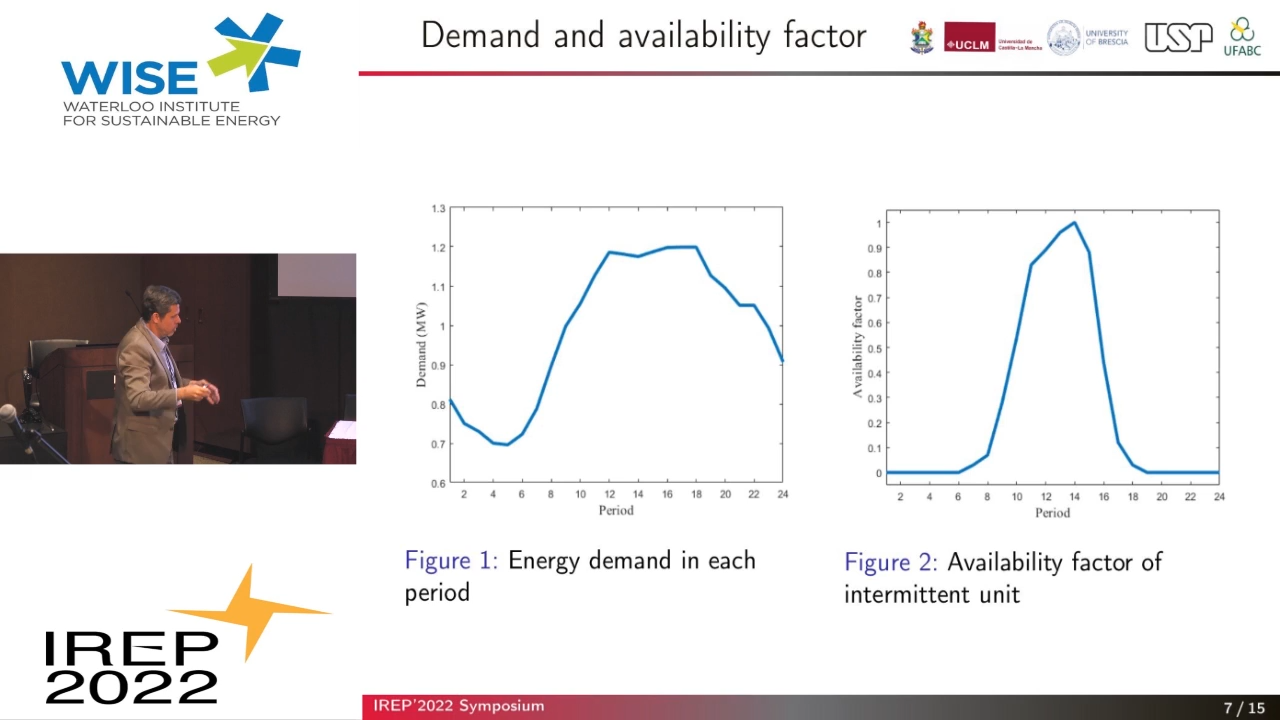 WISE
WATERLOO INSTITUTE
FOR SUSTAINABLE ENERGY
Demand and availability factor
UCLM
Universidad de
Castilla-La Mancha
UNIVERSITY
OF BRESCIA
USP
UFABC
1.3
1.2
1.1
1
0.9
0.8
0.7
0.6
Demand (MW)
2 4 6 8 10 12 14 16 18 20 22 24
Period
Figure 1: Energy demand in each
period
1
0.9
0.8
0.7
0.6
0.5
0.4
0.3
0.2
0.1
0
Availability factor
2 4 6 8 10 12 14 16 18 20 22 24
Period
Figure 2: Availability factor of
intermittent unit
IREP
2022
IREP'2022 Symposium
7 / 15